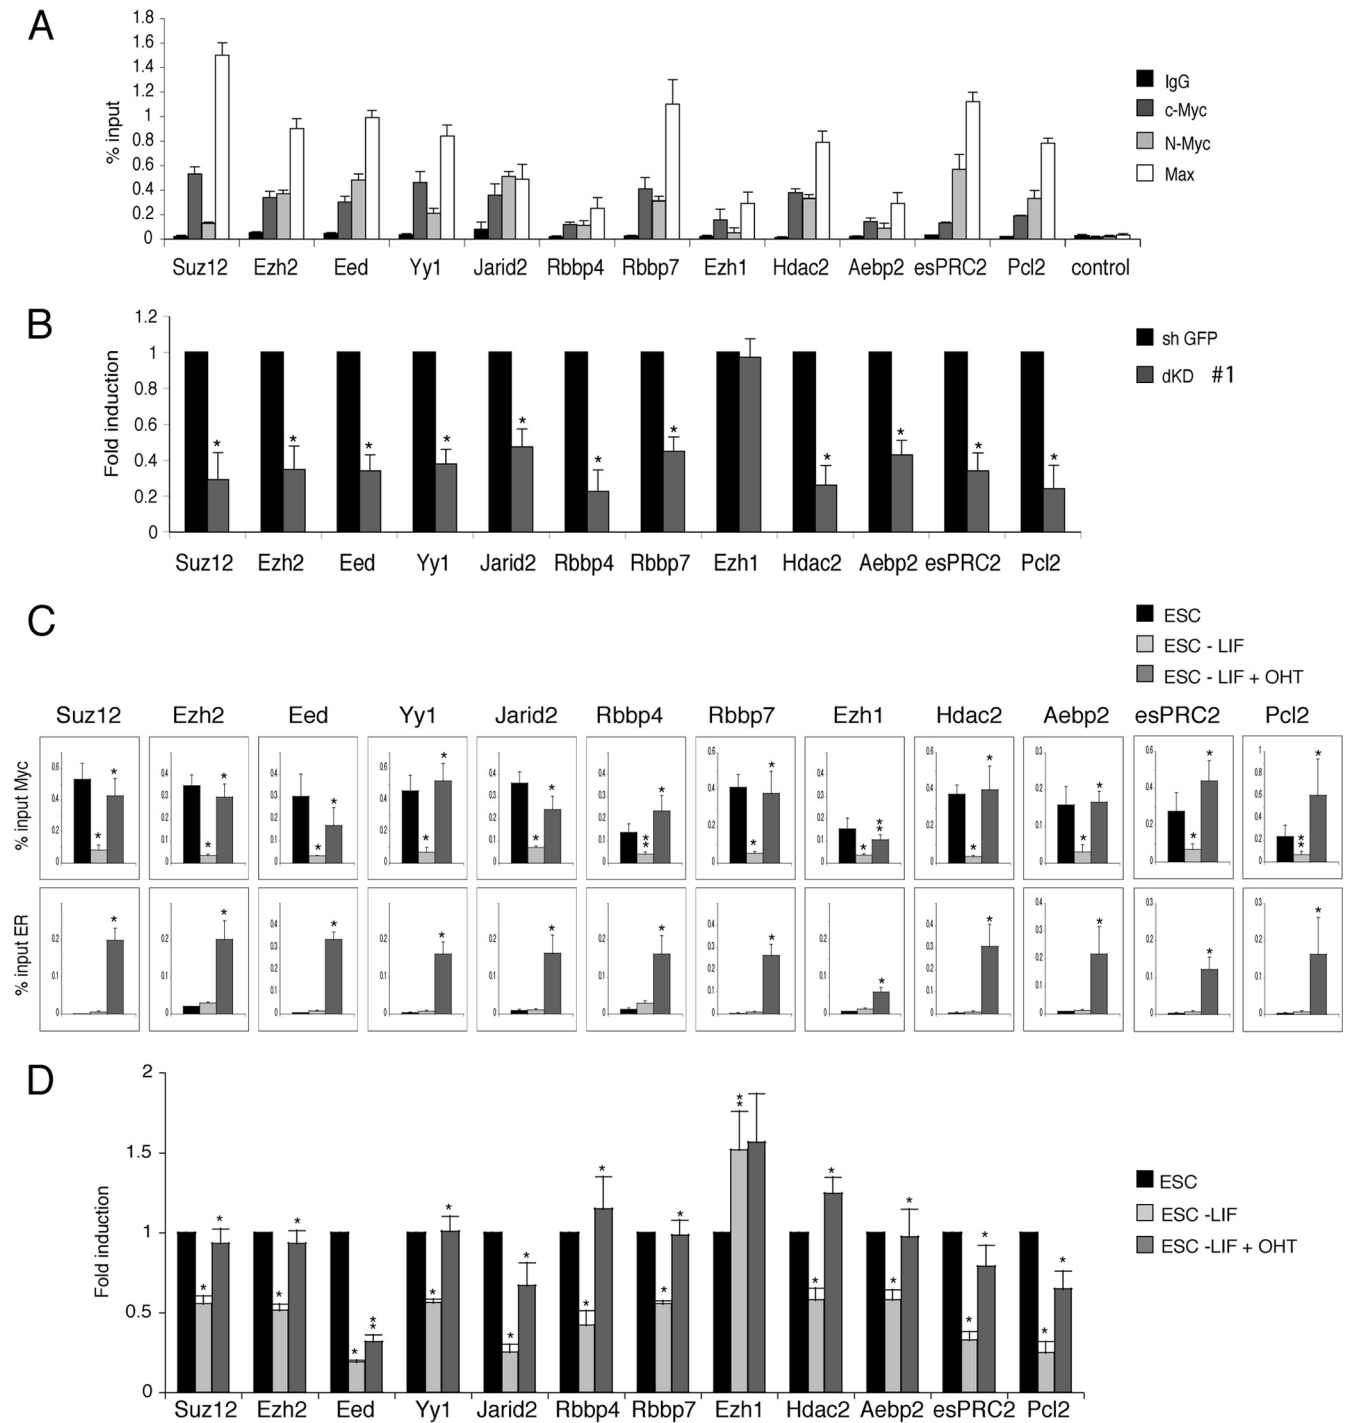 A
1.8
1.6
1.4
1.2
1
0.8
0.6
0.4
0.2
0
% input
IgG
c-Myc
N-Myc
Max
Suz12 Ezh2 Eed Yy1 Jarid2 Rbbp4 Rbbp7 Ezh1 Hdac2 Aebp2 esPRC2 Pcl2 control
B
1.2
1
0.8
0.6
0.4
0.2
0
Fold induction
sh GFP
dKD #1
* * * * * * * * * * *
Suz12 Ezh2 Eed Yy1 Jarid2 Rbbp4 Rbbp7 Ezh1 Hdac2 Aebp2 esPRC2 Pcl2
C
ESC
ESC - LIF
ESC - LIF + OHT
Suz12 Ezh2 Eed Yy1 Jarid2 Rbbp4 Rbbp7 Ezh1 Hdac2 Aebp2 esPRC2 Pcl2
% input Myc
% input ER
D
2
1.5
1
0.5
0
Fold induction
ESC
ESC -LIF
ESC -LIF + OHT
Suz12 Ezh2 Eed Yy1 Jarid2 Rbbp4 Rbbp7 Ezh1 Hdac2 Aebp2 esPRC2 Pcl2